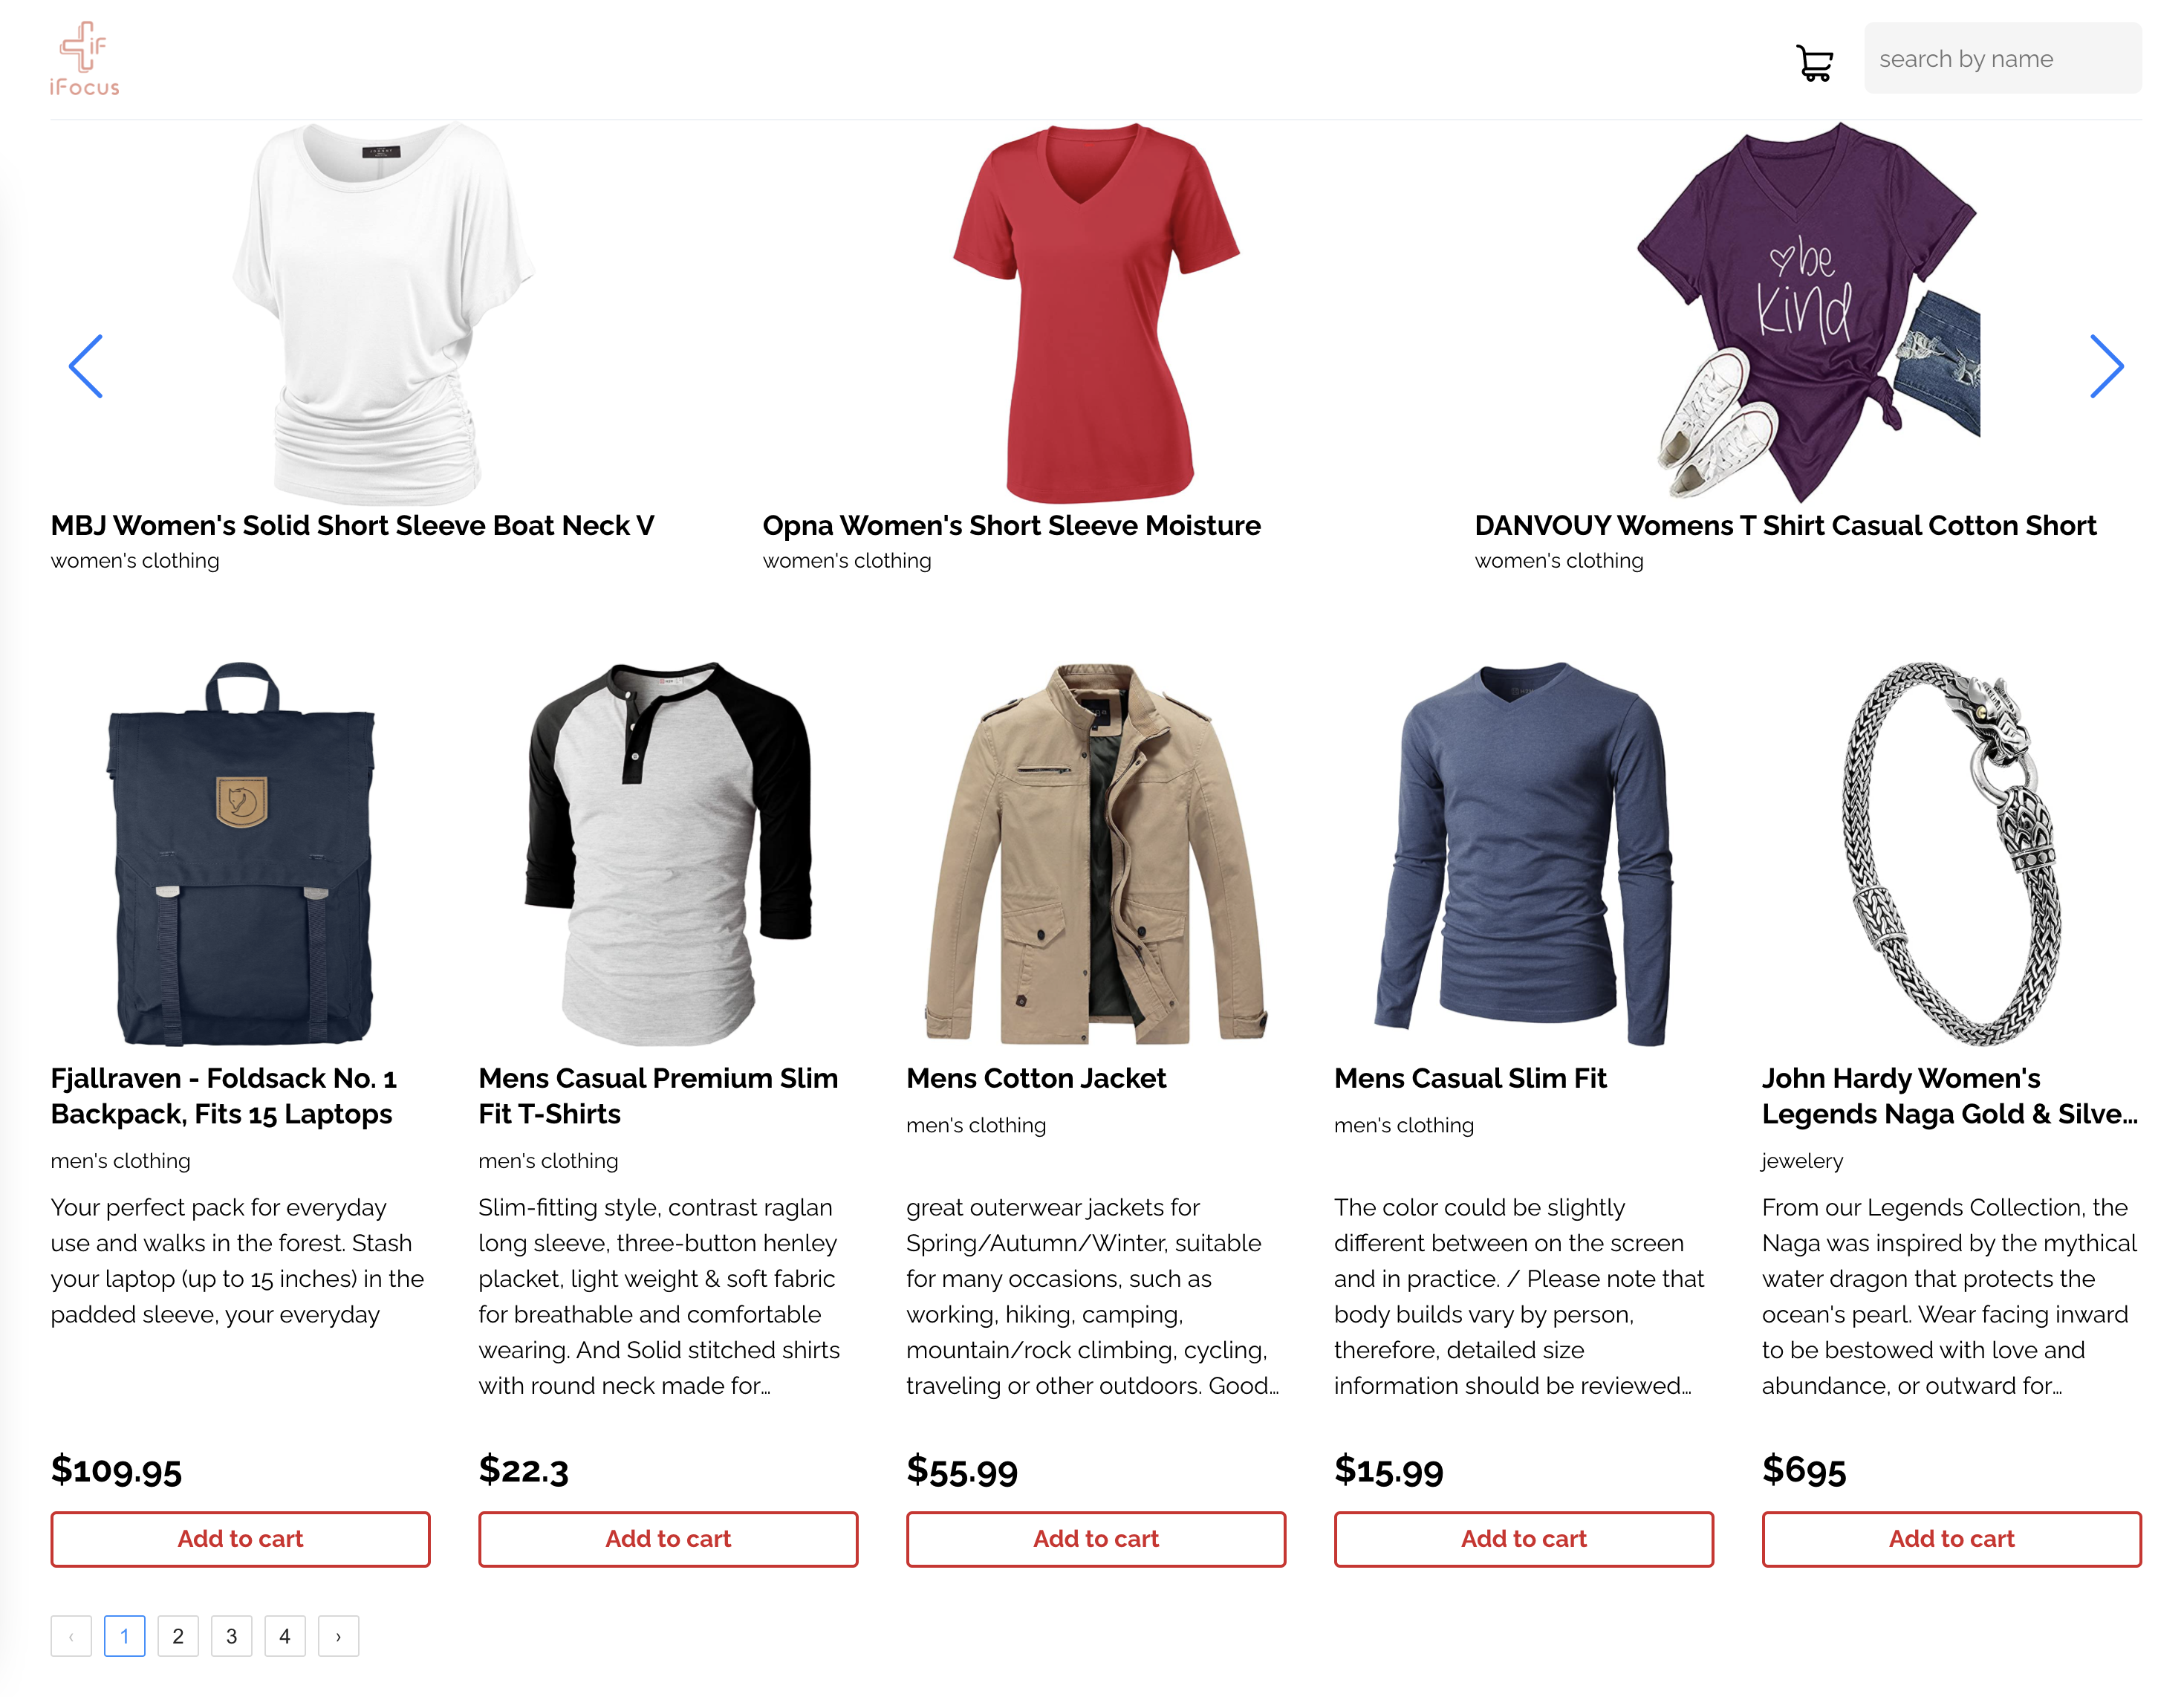 iF
iFocus
search by name
be
kind
MBJ Women's Solid Short Sleeve Boat Neck V
women's clothing
Opna Women's Short Sleeve Moisture
women's clothing
DANVOUY Womens T Shirt Casual Cotton Short
women's clothing
Fjallraven - Foldsack No. 1
Backpack, Fits 15 Laptops
men's clothing
Your perfect pack for everyday
use and walks in the forest. Stash
your laptop (up to 15 inches) in the
padded sleeve, your everyday
$109.95
Add to cart
Mens Casual Premium Slim
Fit T-Shirts
men's clothing
Slim-fitting style, contrast raglan
long sleeve, three-button henley
placket, light weight & soft fabric
for breathable and comfortable
wearing. And Solid stitched shirts
with round neck made for…
$22.3
Add to cart
Mens Cotton Jacket
men's clothing
great outerwear jackets for
Spring/Autumn/Winter, suitable
for many occasions, such as
working, hiking, camping,
mountain/rock climbing, cycling,
traveling or other outdoors. Good…
$55.99
Add to cart
Mens Casual Slim Fit
men's clothing
The color could be slightly
different between on the screen
and in practice. / Please note that
body builds vary by person,
therefore, detailed size
information should be reviewed…
$15.99
Add to cart
John Hardy Women's
Legends Naga Gold & Silve…
jewelery
From our Legends Collection, the
Naga was inspired by the mythical
water dragon that protects the
ocean's pearl. Wear facing inward
to be bestowed with love and
abundance, or outward for…
$695
Add to cart
‹ 1 2 3 4 ›